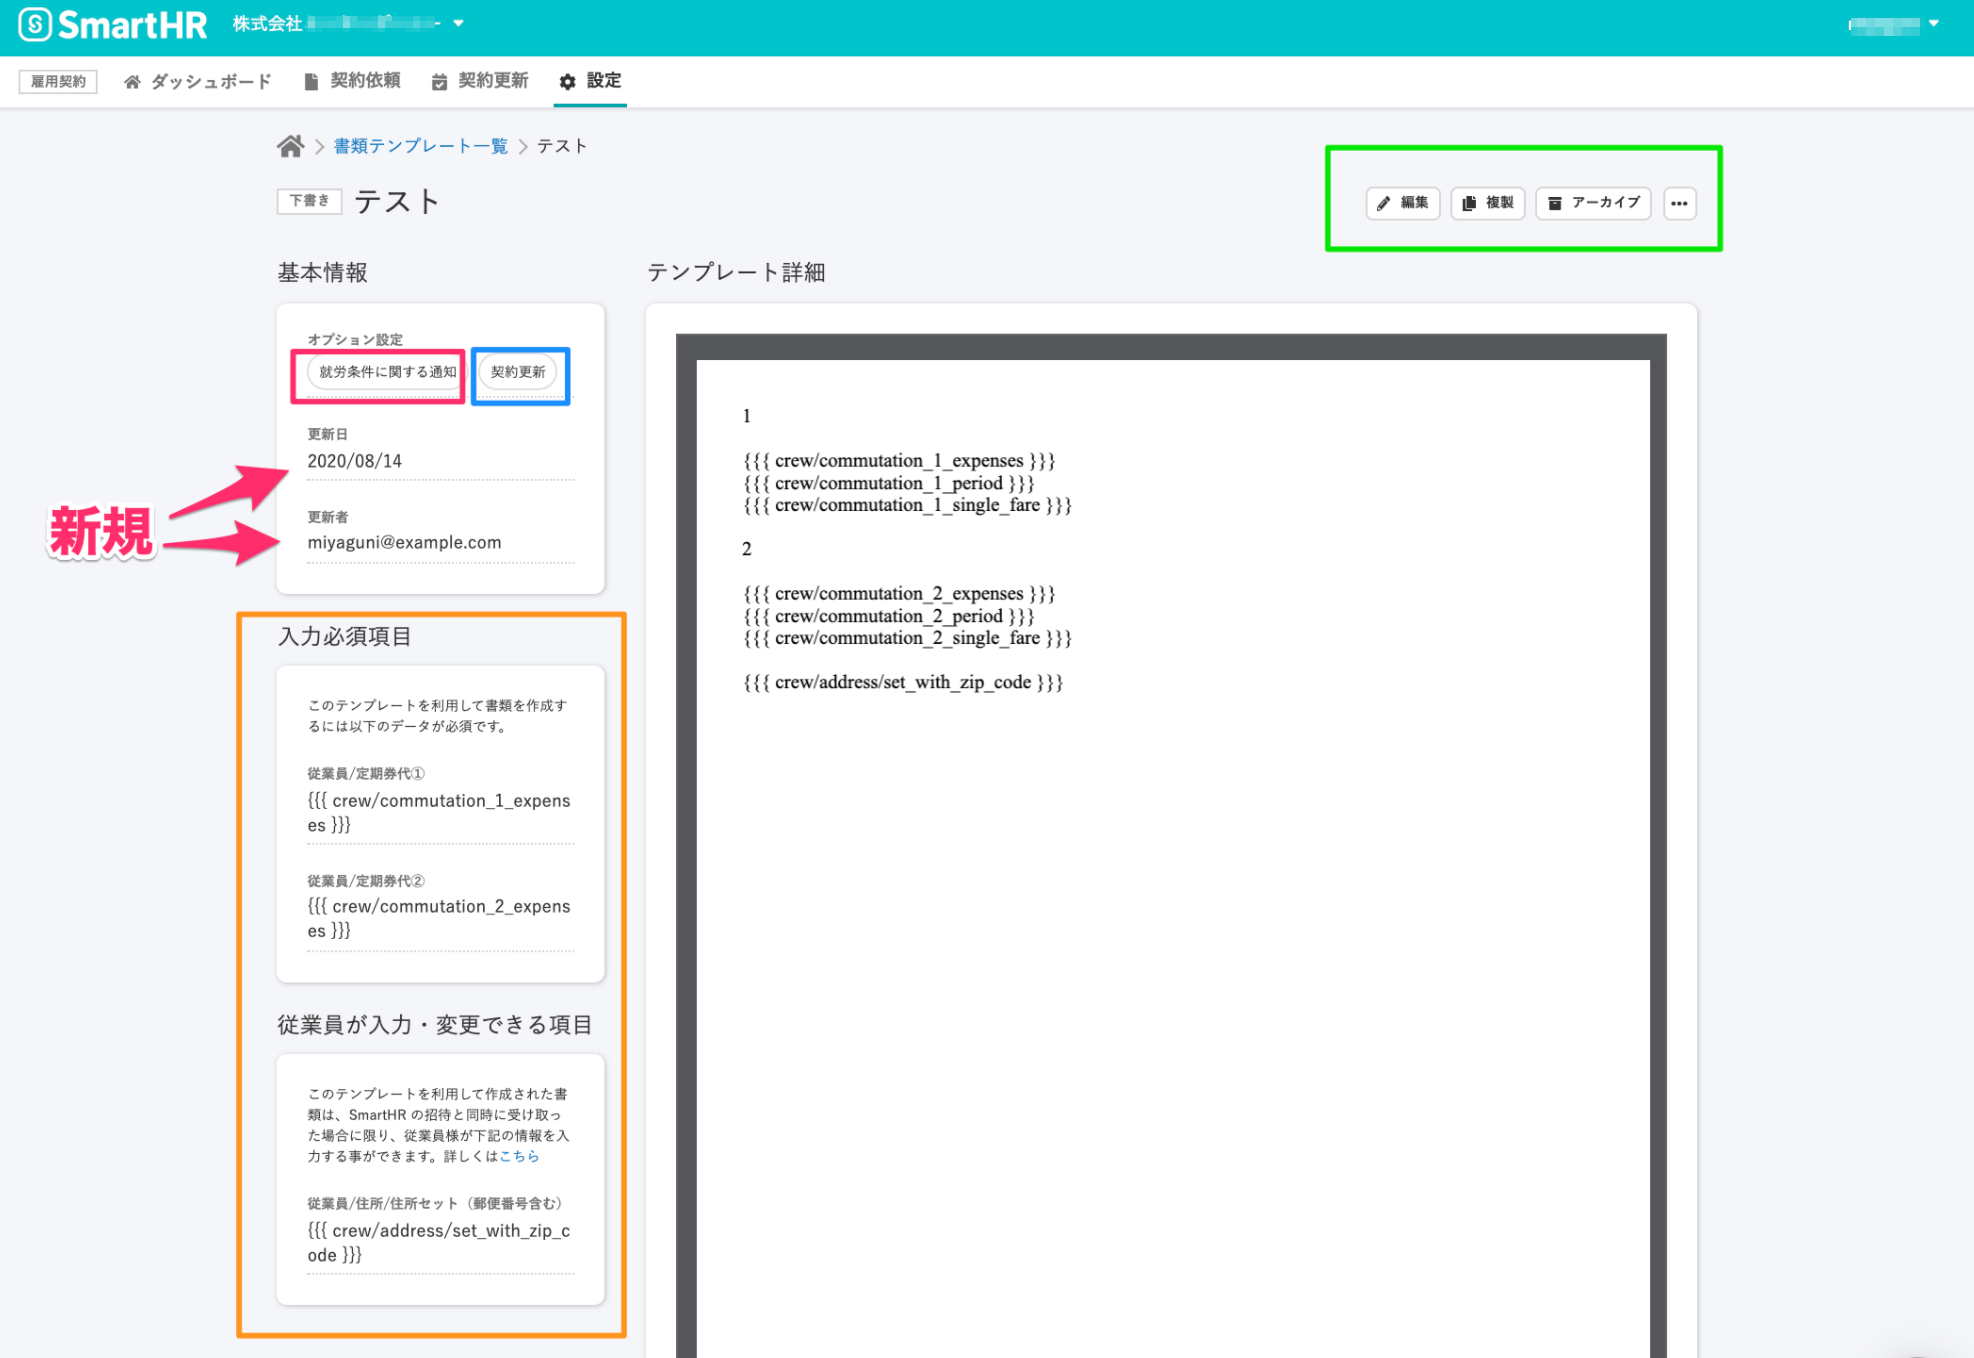 SmartHR 株式会社
雇用契約 ダッシュボード 契約依頼 契約更新 設定
書類テンプレート一覧 テスト
下書き テスト
編集 複製 アーカイブ
基本情報
テンプレート詳細
オプション設定
就労条件に関する通知 契約更新
更新日
2020/08/14
新規
更新者
miyaguni@example.com
入力必須項目
このテンプレートを利用して書類を作成す
るには以下のデータが必須です。
従業員/定期券代①
{{{ crew/commutation_1_expens
es }}}
従業員/定期券代②
{{{ crew/commutation_2_expens
es }}}
従業員が入力・変更できる項目
このテンプレートを利用して作成された書
類は、SmartHR の招待と同時に受け取っ
た場合に限り、従業員様が下記の情報を入
力する事ができます。詳しくはこちら
従業員/住所/住所セット（郵便番号含む）
{{{ crew/address/set_with_zip_c
ode }}}
1
{{{ crew/commutation_1_expenses }}}
{{{ crew/commutation_1_period }}}
{{{ crew/commutation_1_single_fare }}}
2
{{{ crew/commutation_2_expenses }}}
{{{ crew/commutation_2_period }}}
{{{ crew/commutation_2_single_fare }}}
{{{ crew/address/set_with_zip_code }}}